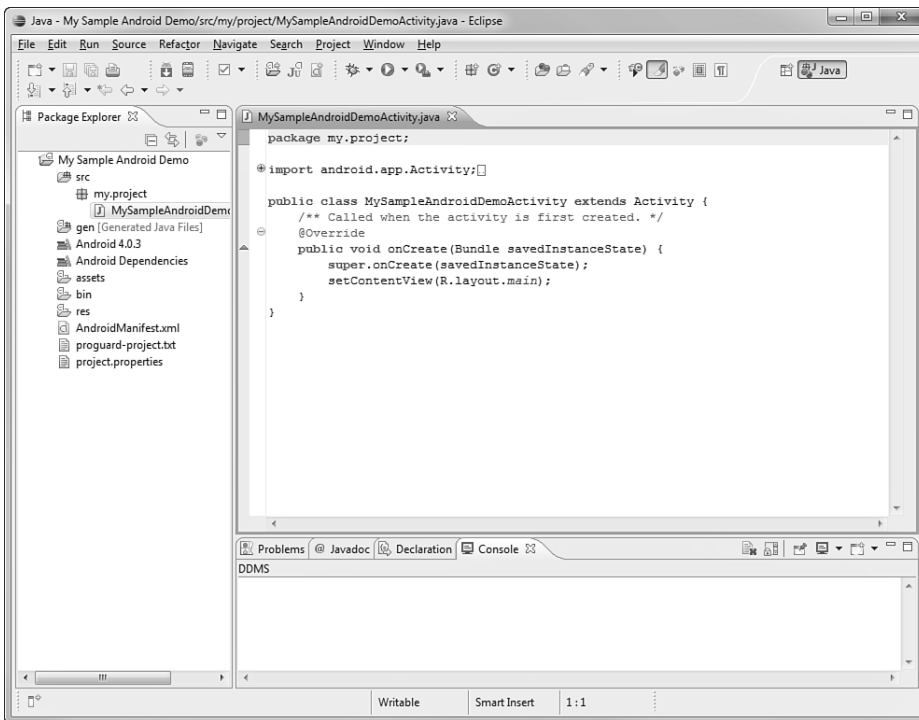 Java - My Sample Android Demo/src/my/project/MySampleAndroidDemoActivity.java - Eclipse
File Edit Run Source Refactor Navigate Search Project Window Help
Java
Package Explorer
My Sample Android Demo
src
my.project
MySampleAndroidDemo
gen [Generated Java Files]
Android 4.0.3
Android Dependencies
assets
bin
res
AndroidManifest.xml
proguard-project.txt
project.properties
MySampleAndroidDemoActivity.java
package my.project;
import android.app.Activity;
public class MySampleAndroidDemoActivity extends Activity {
/** Called when the activity is first created. */
@Override
public void onCreate(Bundle savedInstanceState) {
super.onCreate(savedInstanceState);
setContentView(R.layout.main);
}
}
Problems @ Javadoc Declaration Console
DDMS
Writable Smart Insert 1:1